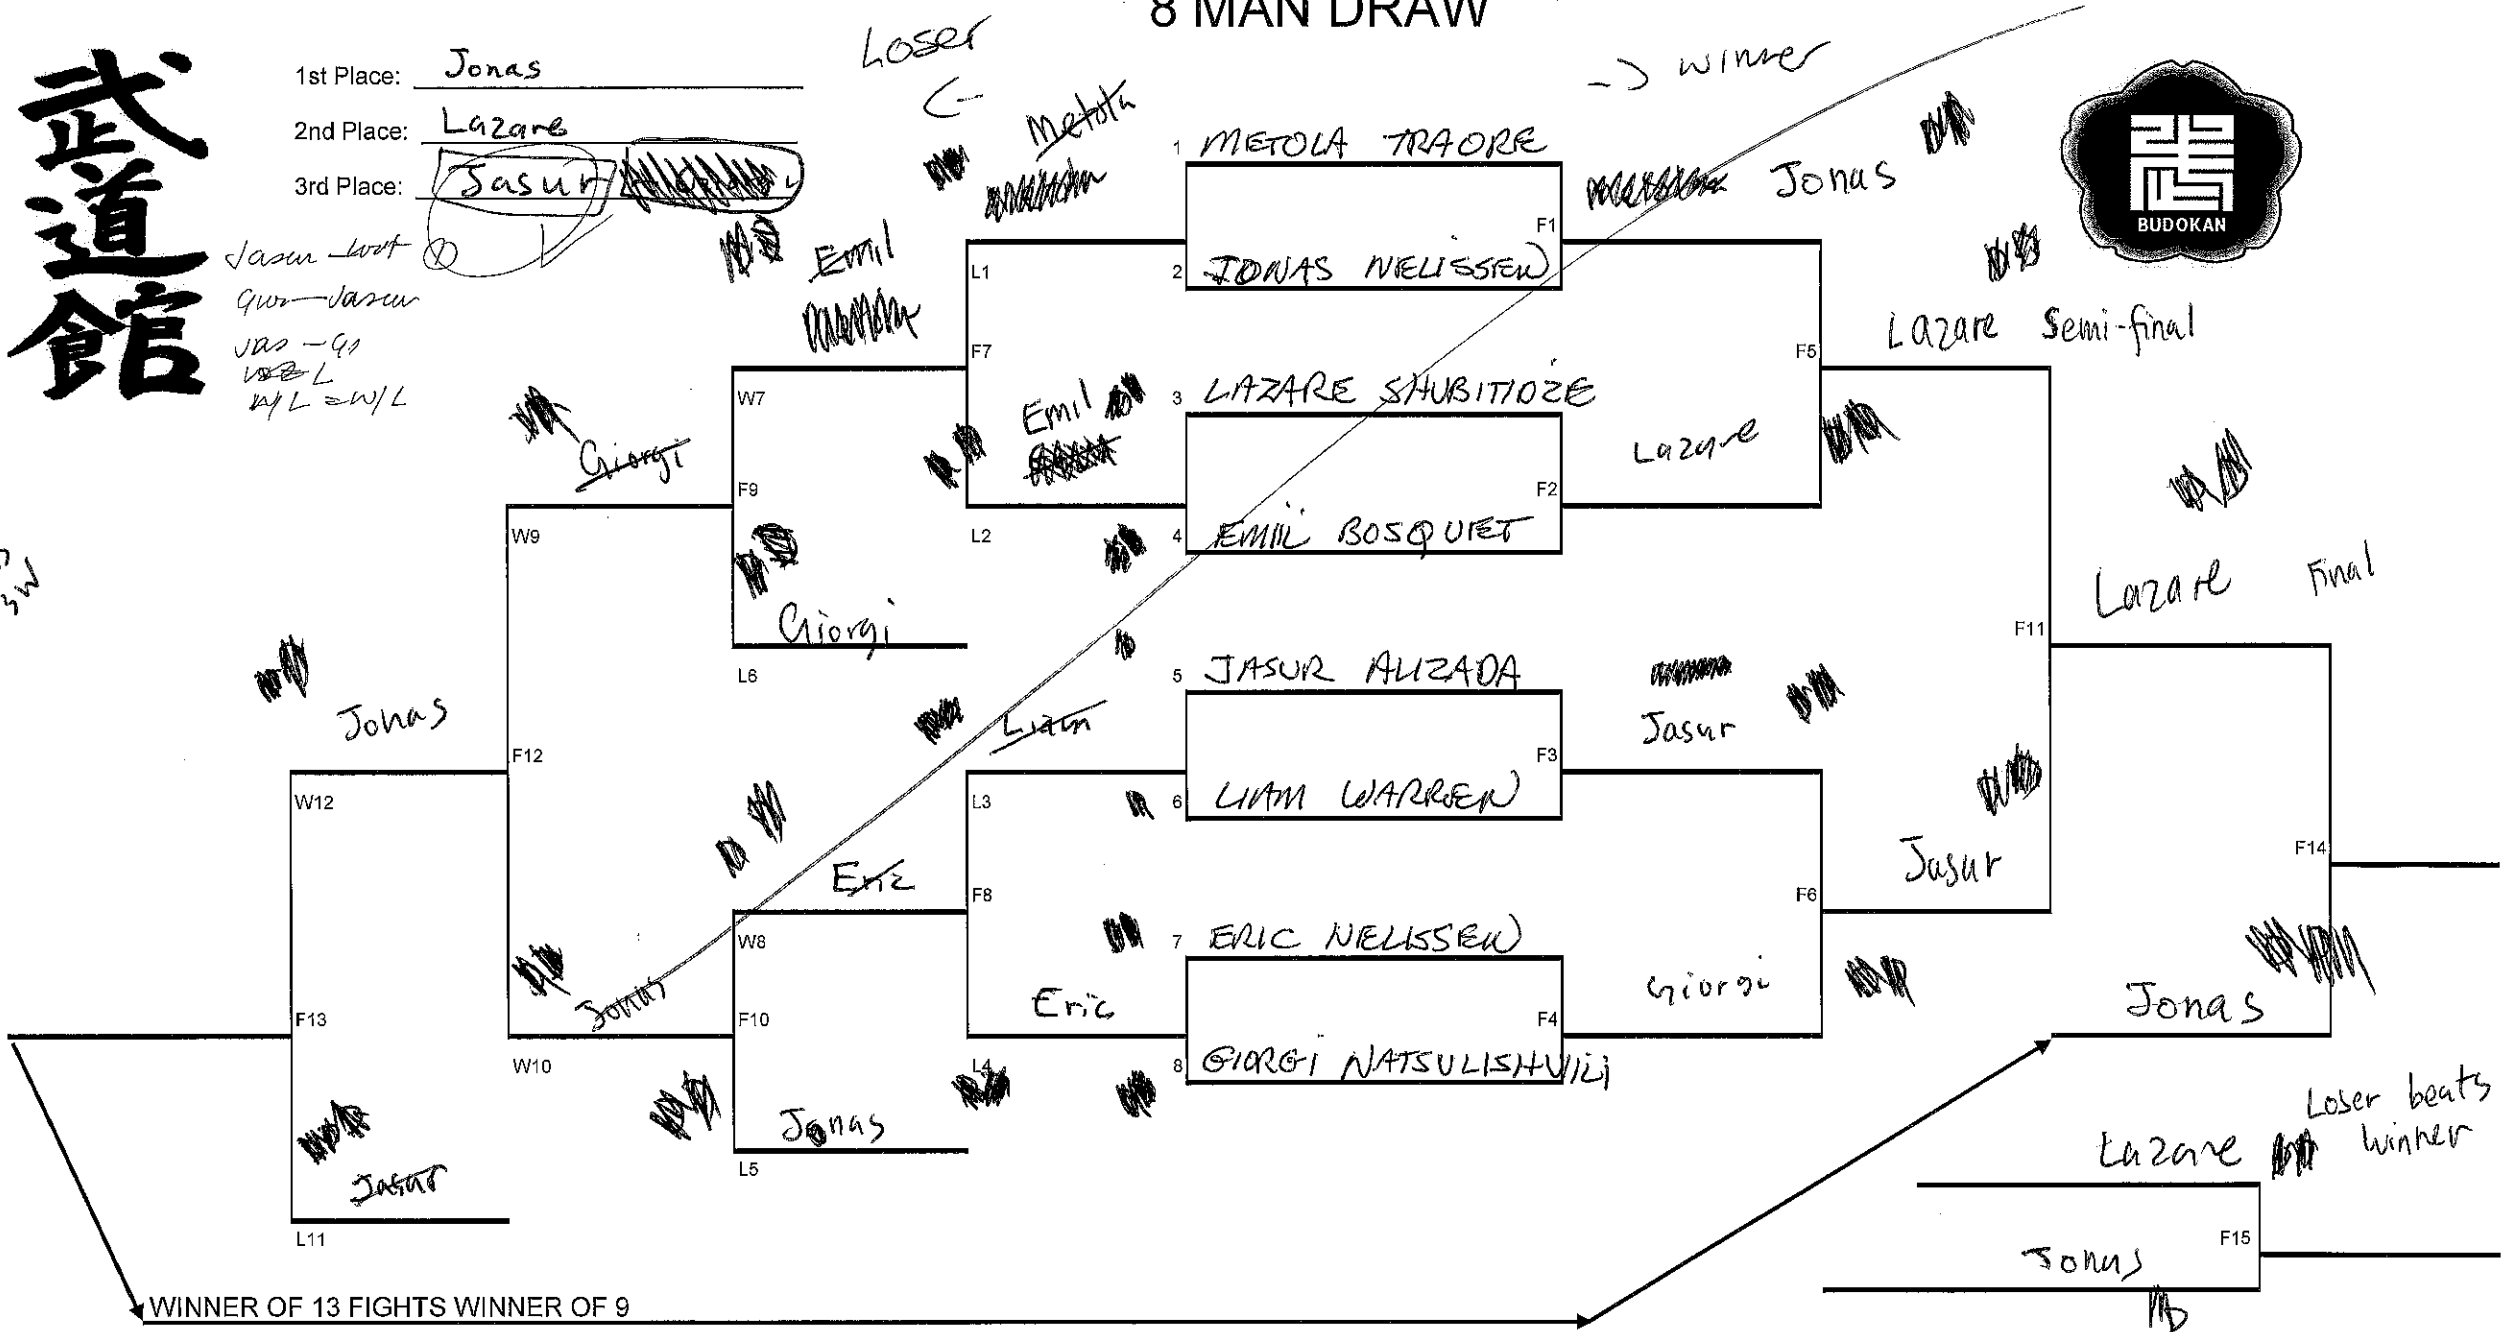 8 MAN DRAW
武道館
1st Place: Jonas
2nd Place: Lazare
3rd Place: Jasur
Loser
<-
-> winner
BUDOKAN
W/L = W/L
Metola
1 METOLA TRAORE
F1
2 JONAS NELISSEN
Jonas
L1
Emil
F7
W7
Emil
3 LAZARE SHUBITIDZE
F2
4 EMIL BOSQUET
Lazare
F5
Lazare Semi-final
L2
Giorgi
F9
W9
Giorgi
L6
Lazare Final
F11
5 JASUR ALIZADA
F3
6 LIAM WARREN
Jasur
Liam
L3
Jonas
F12
W12
Eric
F8
W8
7 ERIC NELISSEN
F4
8 GIORGI NATSULISHVILI
Giorgi
F6
Jasur
F14
Jonas
Eric
L4
Jonas
F10
W10
Jonas
L5
F13
Jasur
L11
Loser beats
winner
Lazare
F15
Jonas
WINNER OF 13 FIGHTS WINNER OF 9